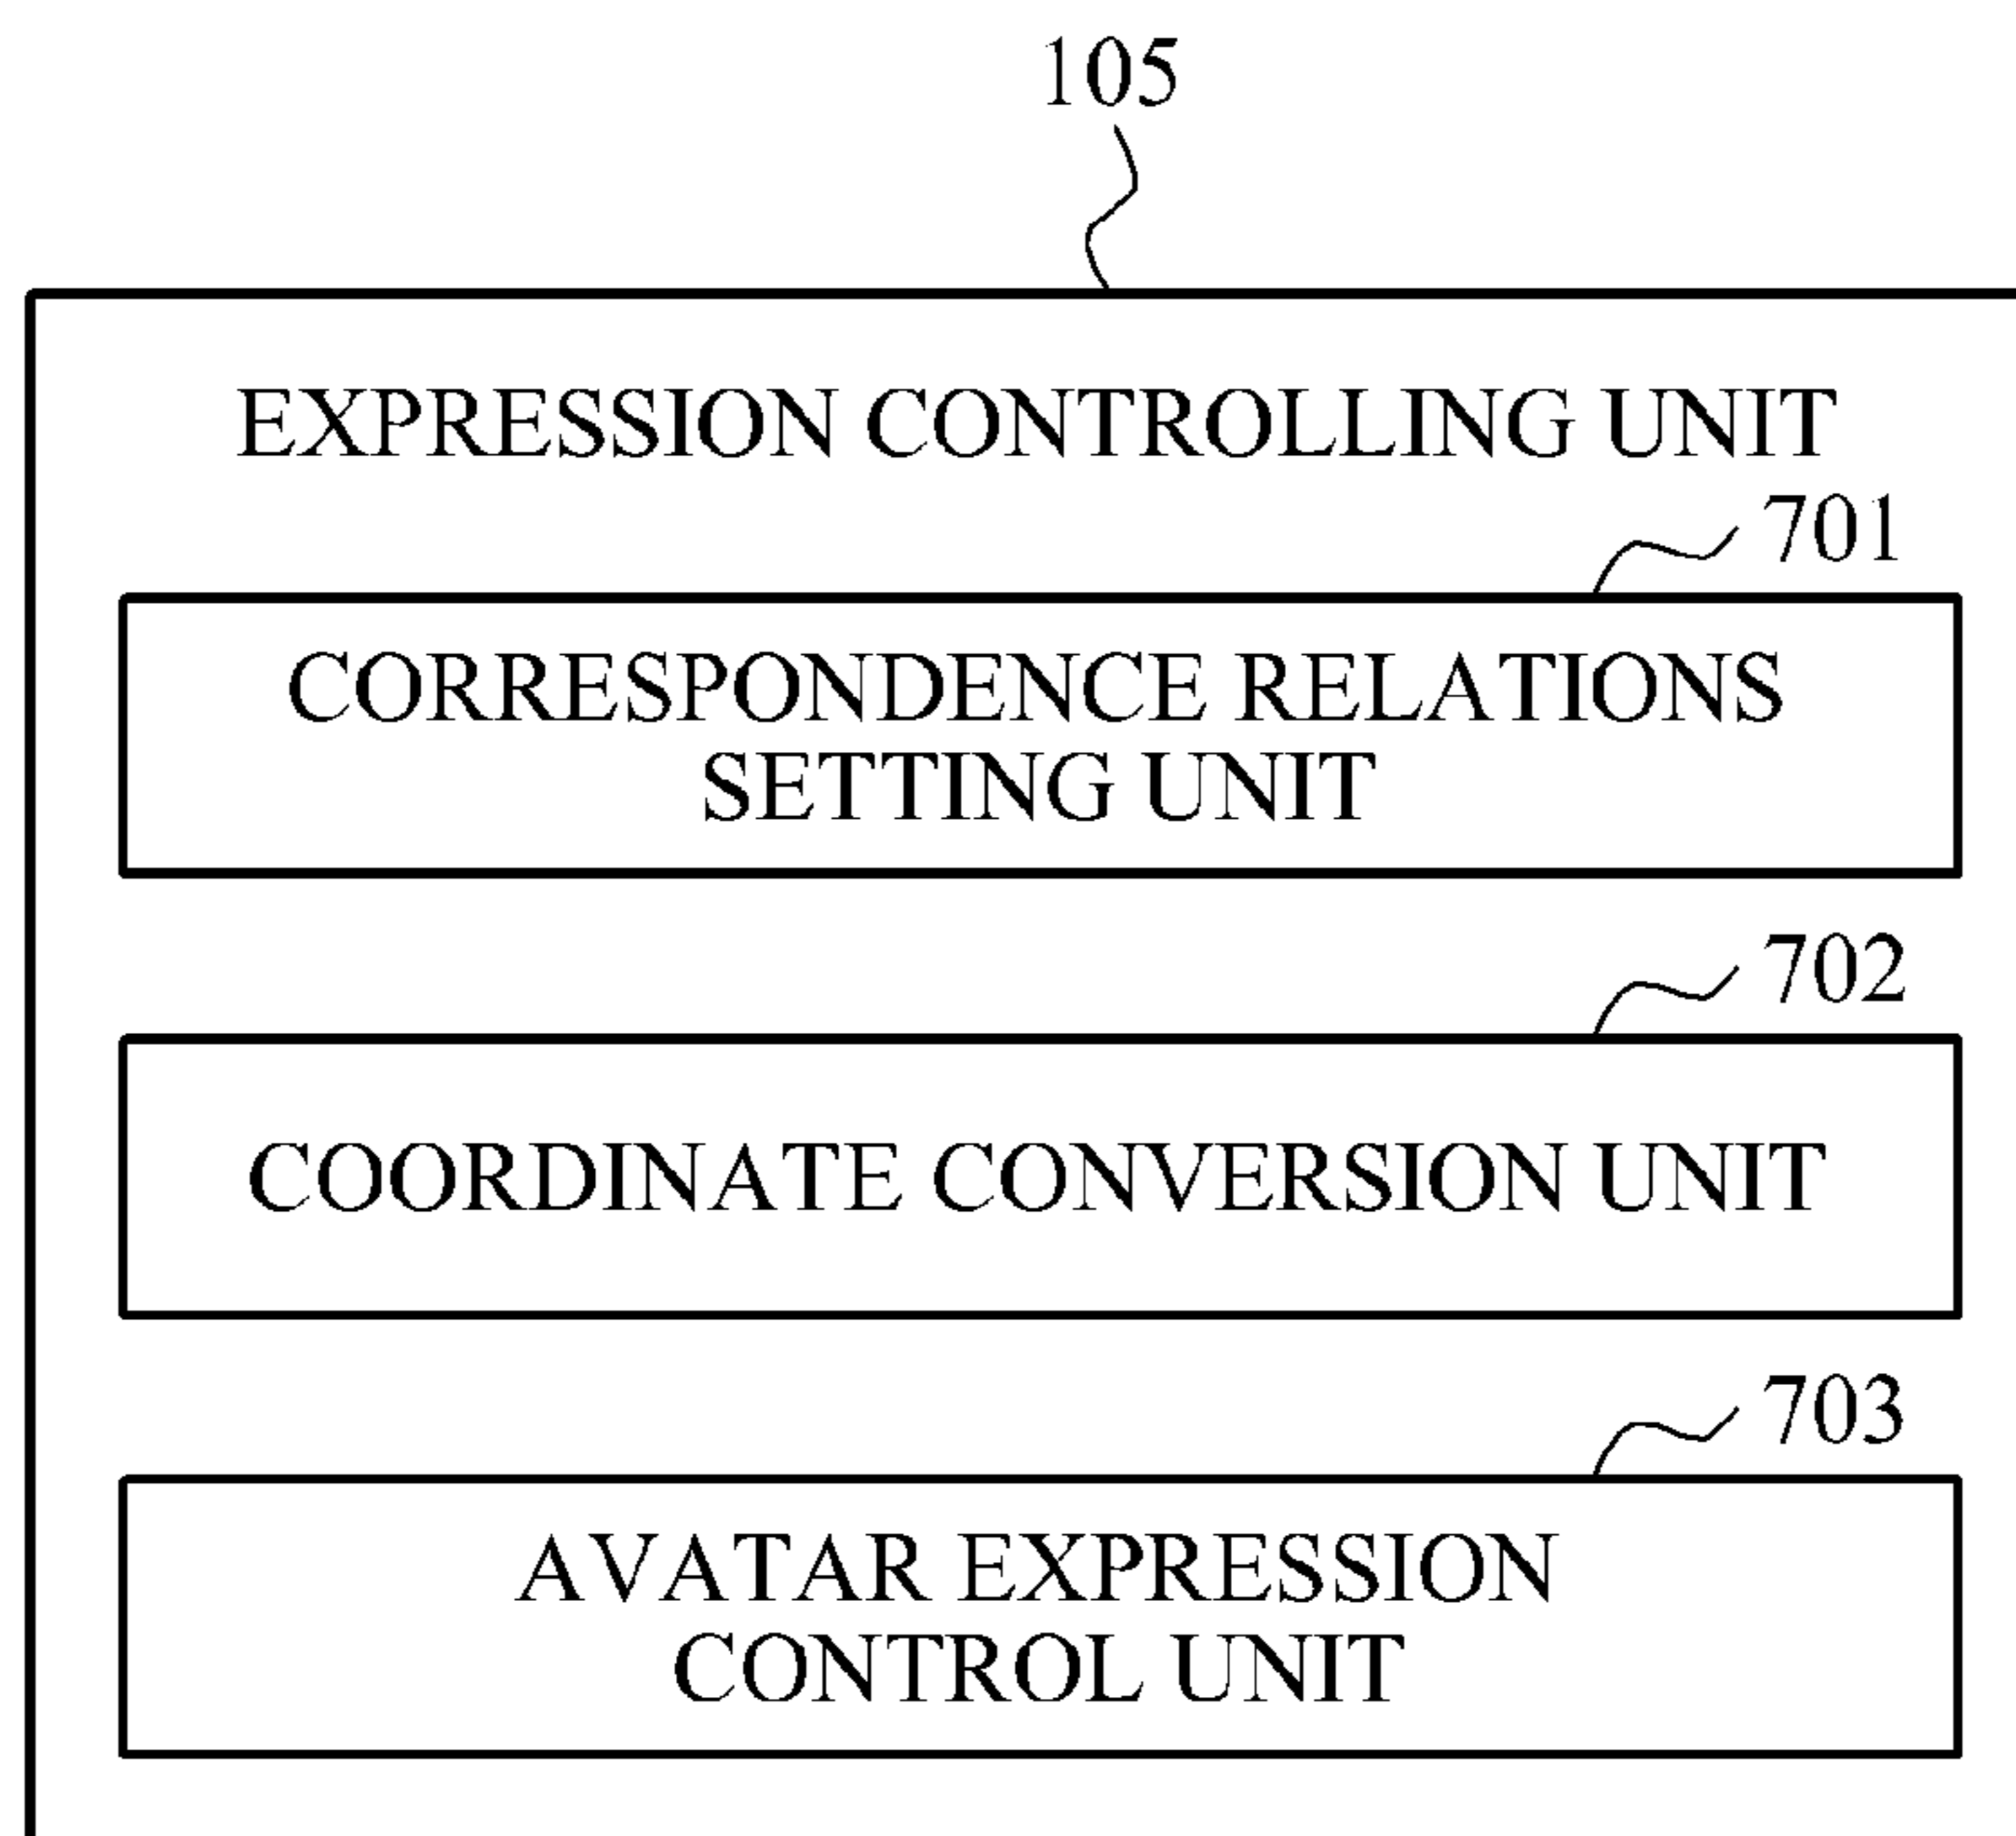 105
EXPRESSION CONTROLLING UNIT
701
CORRESPONDENCE RELATIONS
SETTING UNIT
702
COORDINATE CONVERSION UNIT
703
AVATAR EXPRESSION
CONTROL UNIT